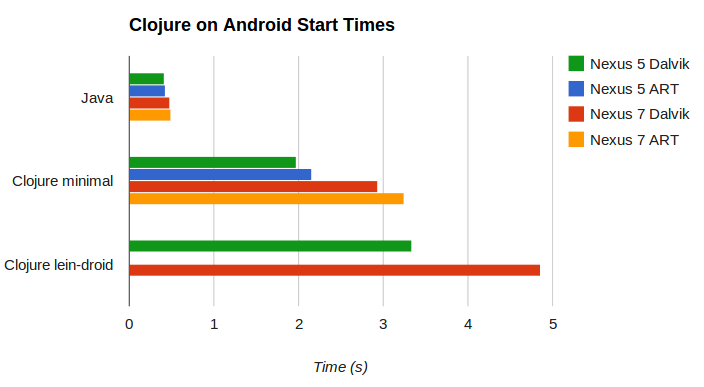 Clojure on Android Start Times
Nexus 5 Dalvik
Nexus 5 ART
Nexus 7 Dalvik
Nexus 7 ART
Java
Clojure minimal
Clojure lein-droid
0 1 2 3 4 5
Time (s)